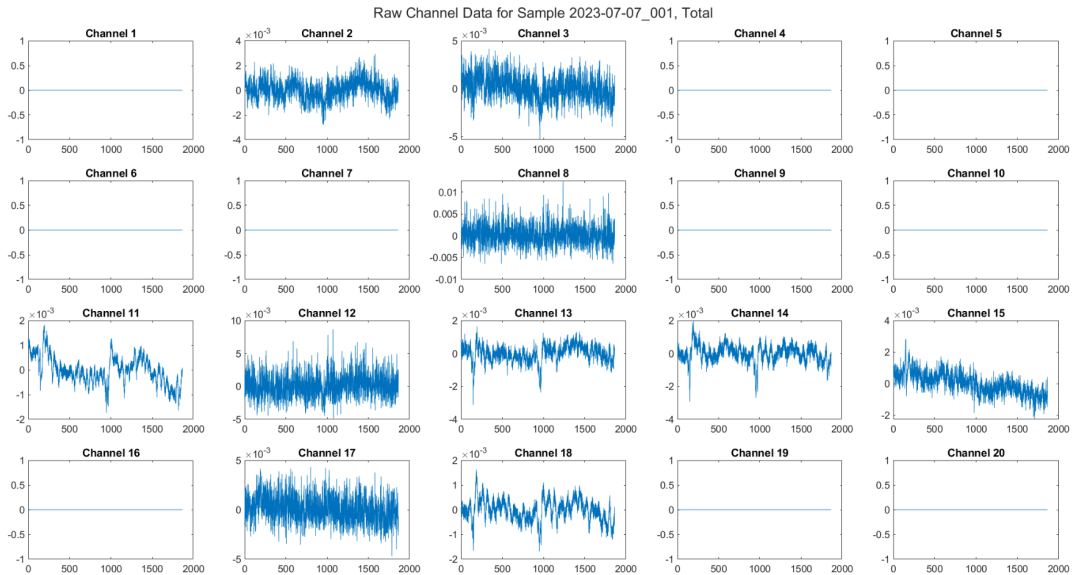 Raw Channel Data for Sample 2023-07-07_001, Total
Channel 1
Channel 2
Channel 3
Channel 4
Channel 5
1
0.5
0
-0.5
-1
0 500 1000 1500 2000
×10⁻³
4
2
0
-2
-4
0 500 1000 1500 2000
×10⁻³
5
0
-5
0 500 1000 1500 2000
1
0.5
0
-0.5
-1
0 500 1000 1500 2000
1
0.5
0
-0.5
-1
0 500 1000 1500 2000
Channel 6
Channel 7
Channel 8
Channel 9
Channel 10
1
0.5
0
-0.5
-1
0 500 1000 1500 2000
1
0.5
0
-0.5
-1
0 500 1000 1500 2000
0.01
0.005
0
-0.005
-0.01
0 500 1000 1500 2000
1
0.5
0
-0.5
-1
0 500 1000 1500 2000
1
0.5
0
-0.5
-1
0 500 1000 1500 2000
Channel 11
Channel 12
Channel 13
Channel 14
Channel 15
×10⁻³
2
1
0
-1
-2
0 500 1000 1500 2000
×10⁻³
10
5
0
-5
0 500 1000 1500 2000
×10⁻³
2
0
-2
-4
0 500 1000 1500 2000
×10⁻³
2
0
-2
-4
0 500 1000 1500 2000
×10⁻³
4
2
0
-2
0 500 1000 1500 2000
Channel 16
Channel 17
Channel 18
Channel 19
Channel 20
1
0.5
0
-0.5
-1
0 500 1000 1500 2000
×10⁻³
5
0
-5
0 500 1000 1500 2000
×10⁻³
2
1
0
-1
-2
0 500 1000 1500 2000
1
0.5
0
-0.5
-1
0 500 1000 1500 2000
1
0.5
0
-0.5
-1
0 500 1000 1500 2000